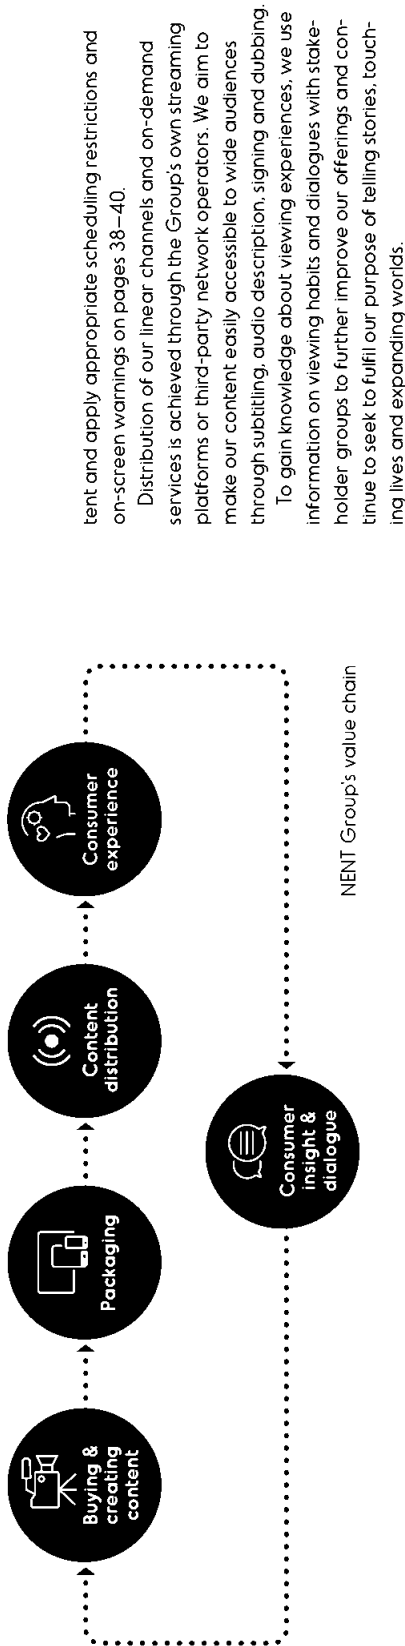 Buying &
creating
content
Packaging
Content
distribution
Consumer
experience
Consumer
insight &
dialogue
NENT Group's value chain
tent and apply appropriate scheduling restrictions and
on-screen warnings on pages 38–40.
Distribution of our linear channels and on-demand
services is achieved through the Group's own streaming
platforms or third-party network operators. We aim to
make our content easily accessible to wide audiences
through subtitling, audio description, signing and dubbing.
To gain knowledge about viewing experiences, we use
information on viewing habits and dialogues with stake-
holder groups to further improve our offerings and con-
tinue to seek to fulfil our purpose of telling stories, touch-
ing lives and expanding worlds.